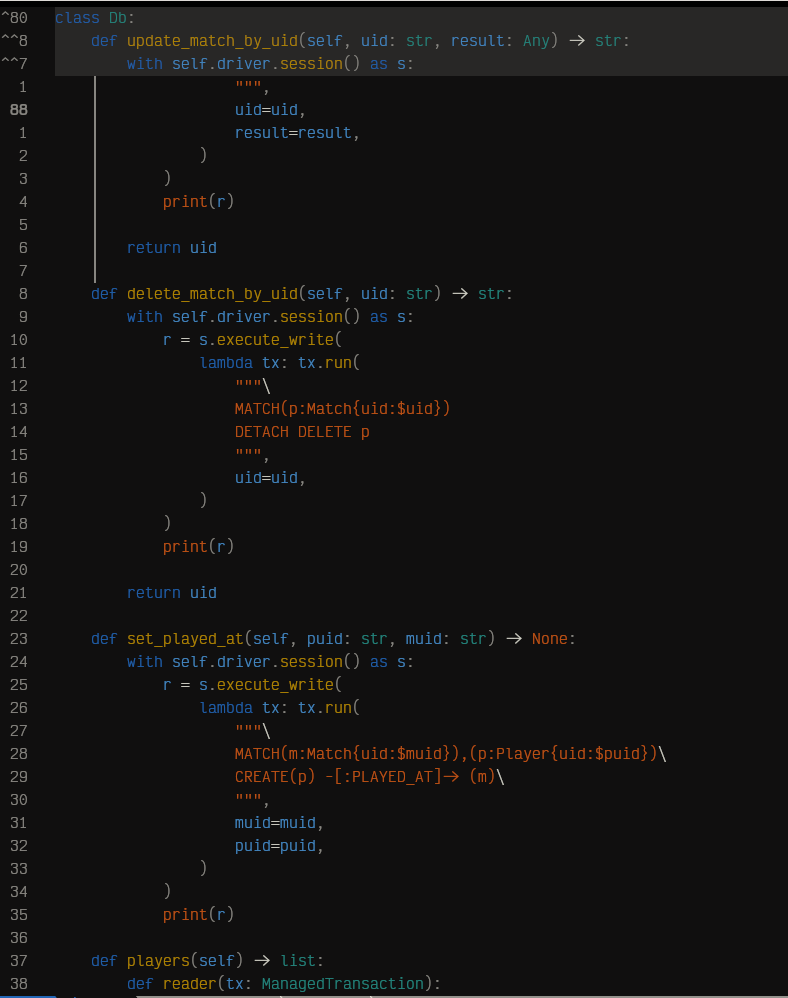 ^80 class Db:
^^8     def update_match_by_uid(self, uid: str, result: Any) → str:
^^7         with self.driver.session() as s:
1                     """,
88                     uid=uid,
1                     result=result,
2                 )
3             )
4             print(r)
5
6         return uid
7
8     def delete_match_by_uid(self, uid: str) → str:
9         with self.driver.session() as s:
10             r = s.execute_write(
11                 lambda tx: tx.run(
12                     """\
13                     MATCH(p:Match{uid:$uid})
14                     DETACH DELETE p
15                     """,
16                     uid=uid,
17                 )
18             )
19             print(r)
20
21         return uid
22
23     def set_played_at(self, puid: str, muid: str) → None:
24         with self.driver.session() as s:
25             r = s.execute_write(
26                 lambda tx: tx.run(
27                     """\
28                     MATCH(m:Match{uid:$muid}),(p:Player{uid:$puid})\
29                     CREATE(p) -[:PLAYED_AT]→ (m)\
30                     """,
31                     muid=muid,
32                     puid=puid,
33                 )
34             )
35             print(r)
36
37     def players(self) → list:
38         def reader(tx: ManagedTransaction):